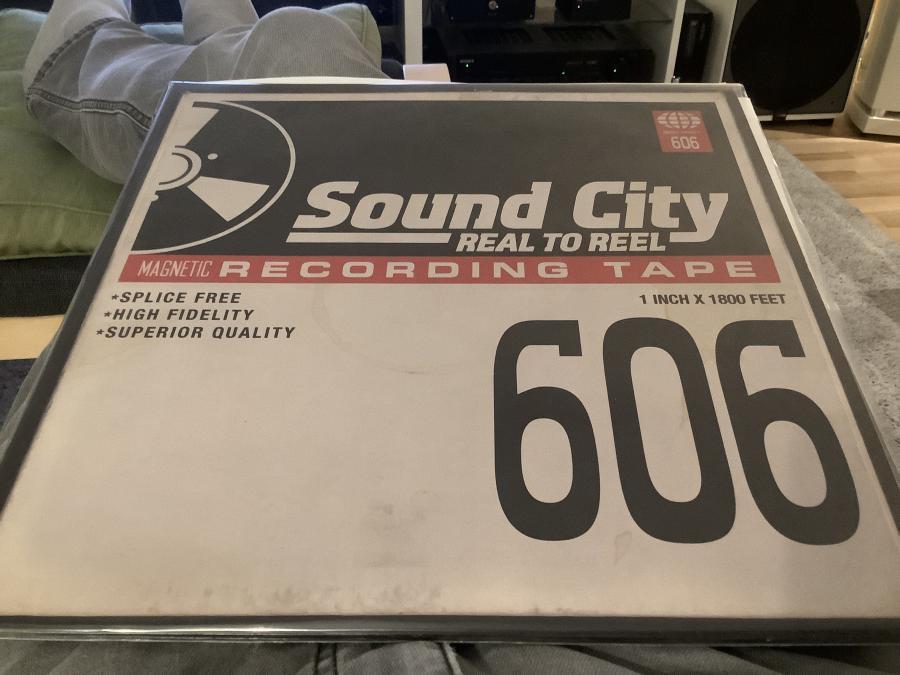 606
Sound City
REAL TO REEL
MAGNETIC RECORDING TAPE
*SPLICE FREE
*HIGH FIDELITY
*SUPERIOR QUALITY
1 INCH X 1800 FEET
606